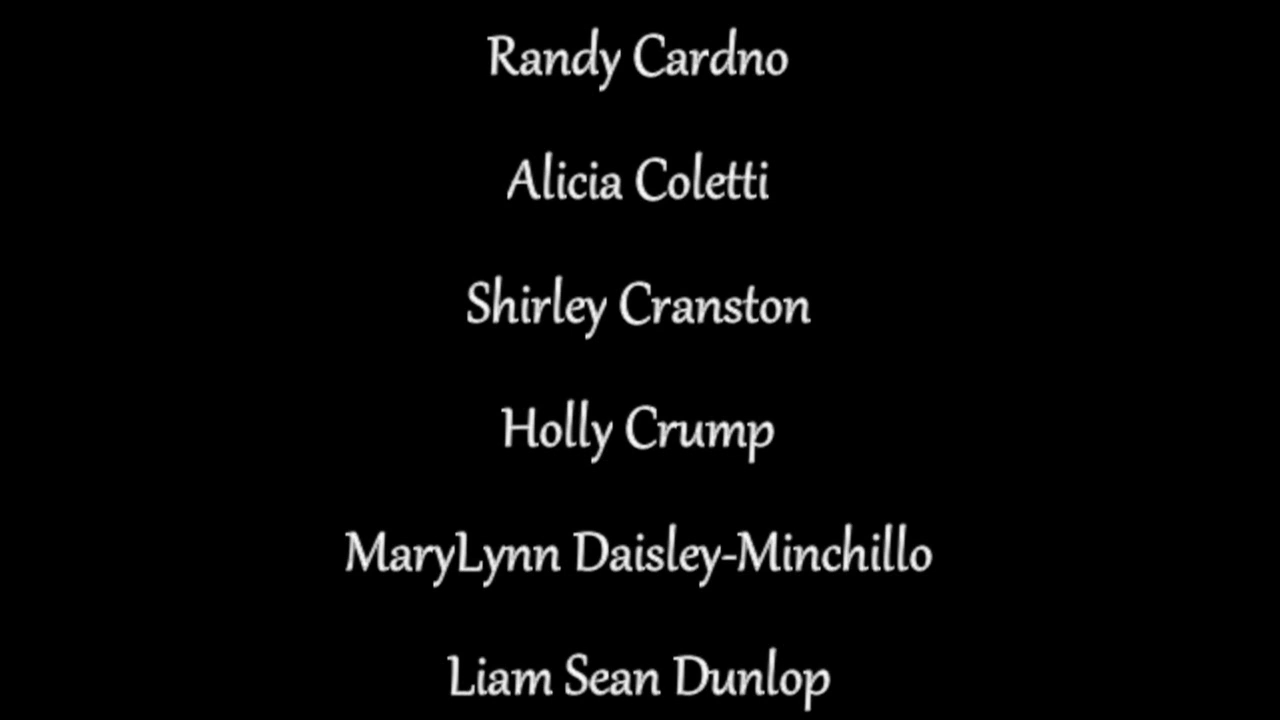 Randy Cardno
Alicia Coletti
Shirley Cranston
Holly Crump
MaryLynn Daisley-Minchillo
Liam Sean Dunlop